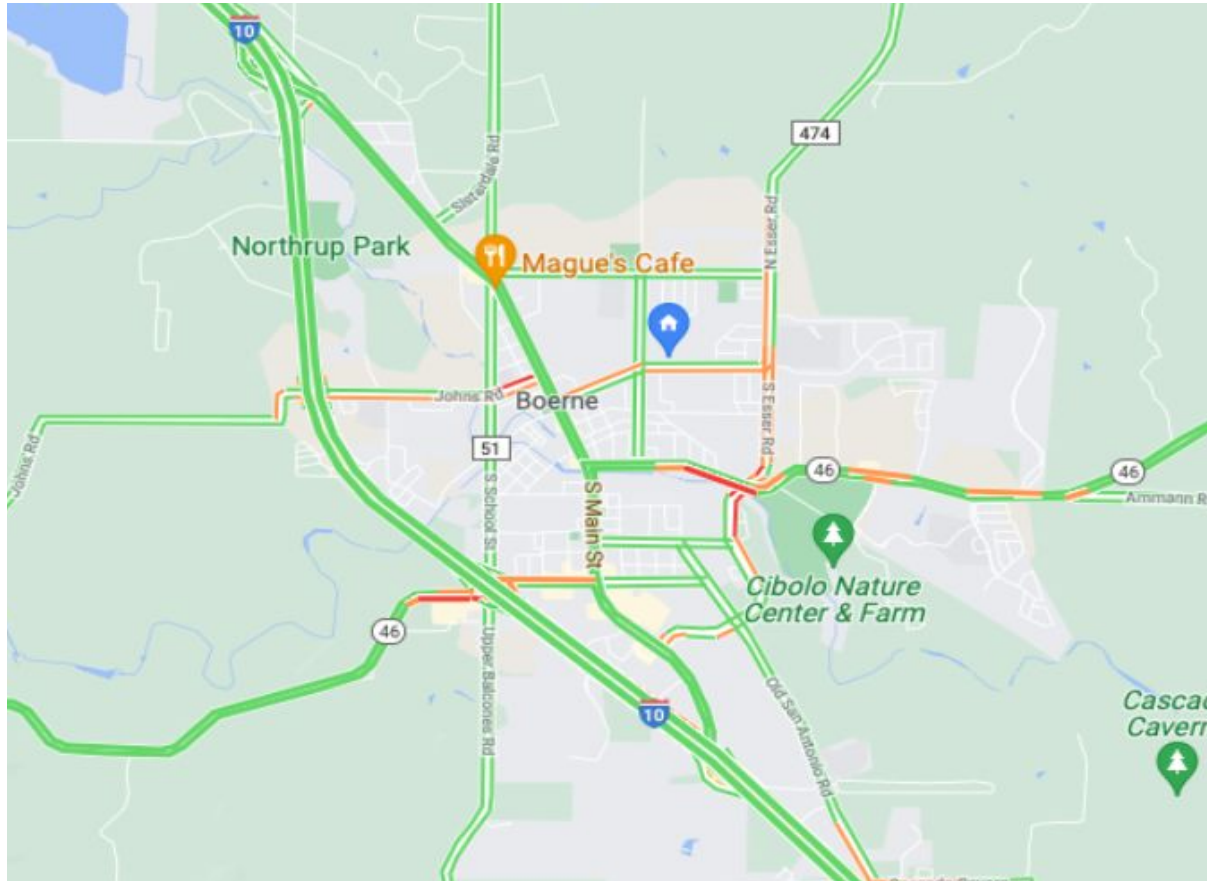 10
474
Sisterdale Rd
N Esser Rd
Northrup Park
Mague's Cafe
Johns Rd
Boerne
S Esser Rd
Johns Rd
51
46
46
Ammann R
S School St
S Main St
Cibolo Nature
Center & Farm
46
Upper Balcones Rd
Old San Antonio Rd
10
Cascad
Cavern